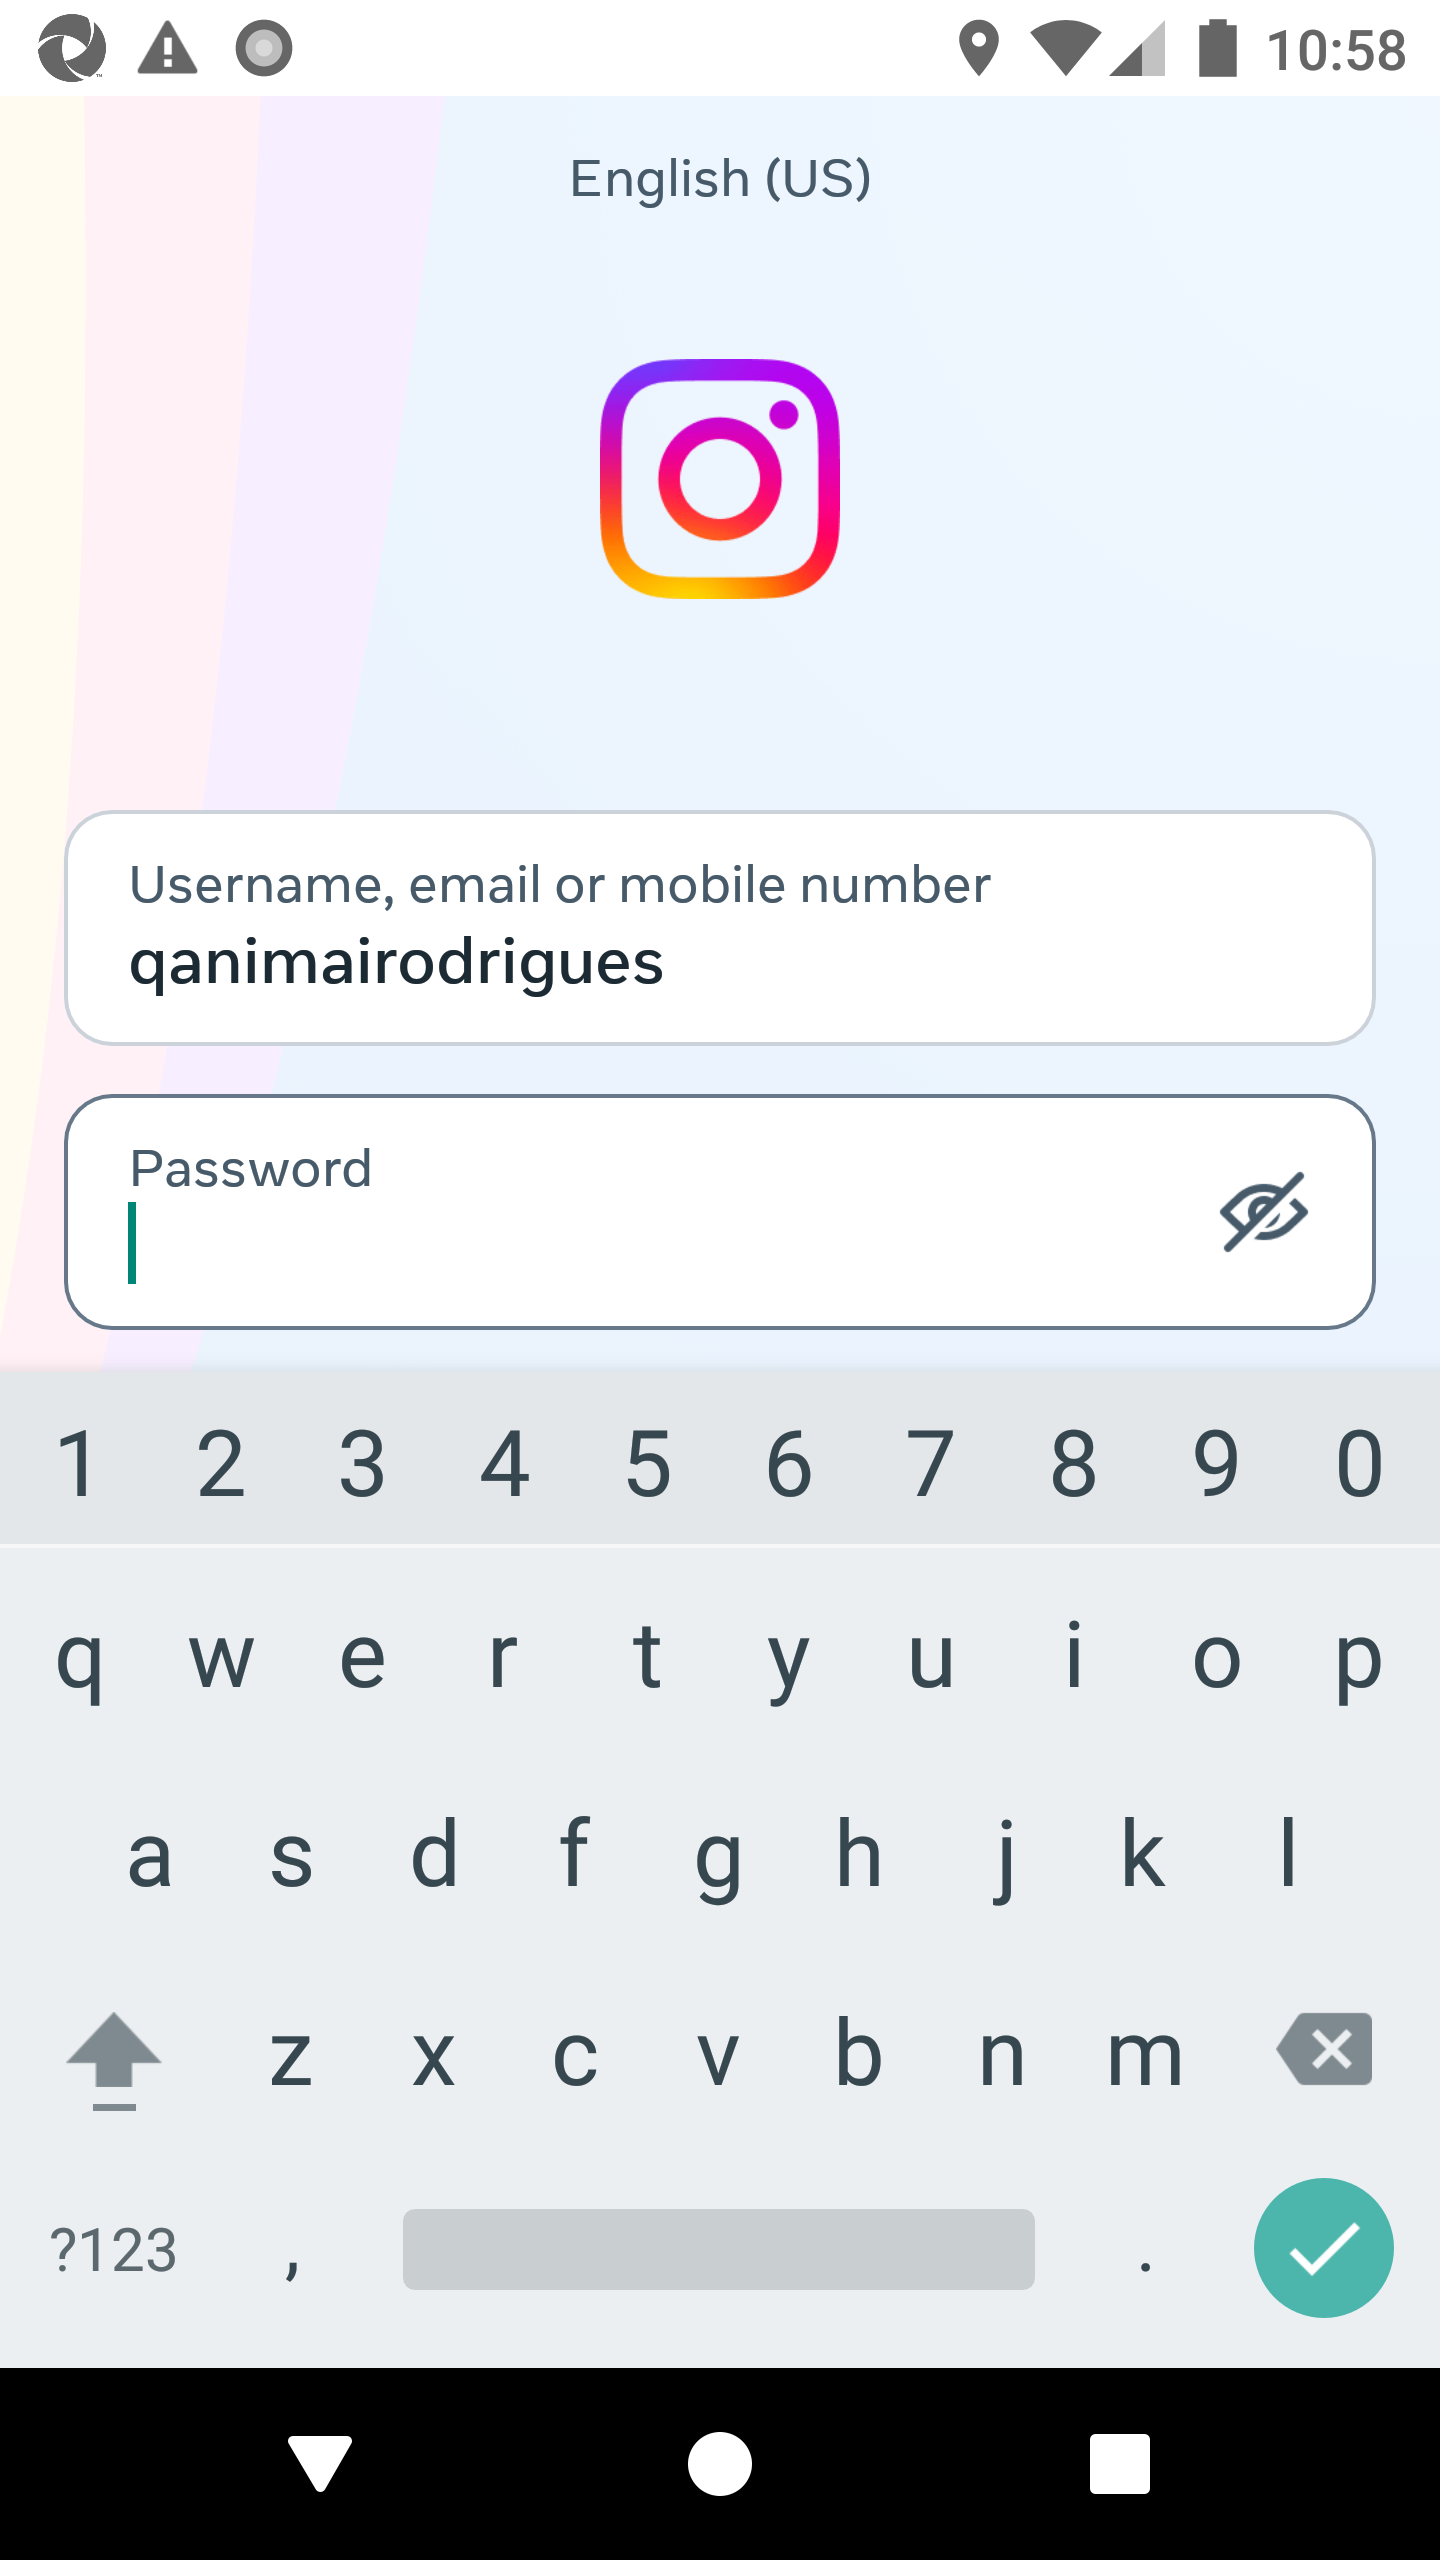 10:58
English (US)
Username, email or mobile number
qanimairodrigues
Password
1 2 3 4 5 6 7 8 9 0
q w e r t y u i o p
a s d f g h j k l
z x c v b n m
?123 , .